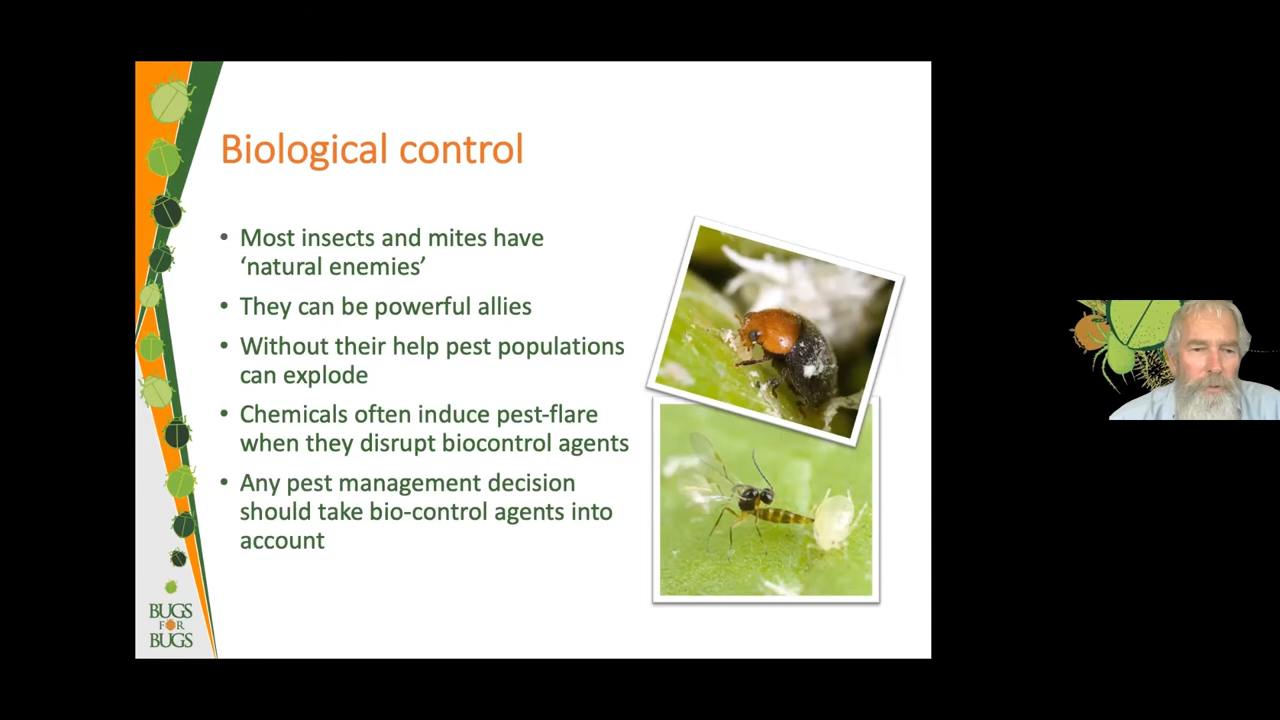 Biological control
• Most insects and mites have
‘natural enemies’
• They can be powerful allies
• Without their help pest populations
can explode
• Chemicals often induce pest-flare
when they disrupt biocontrol agents
• Any pest management decision
should take bio-control agents into
account
BUGS
FOR
BUGS